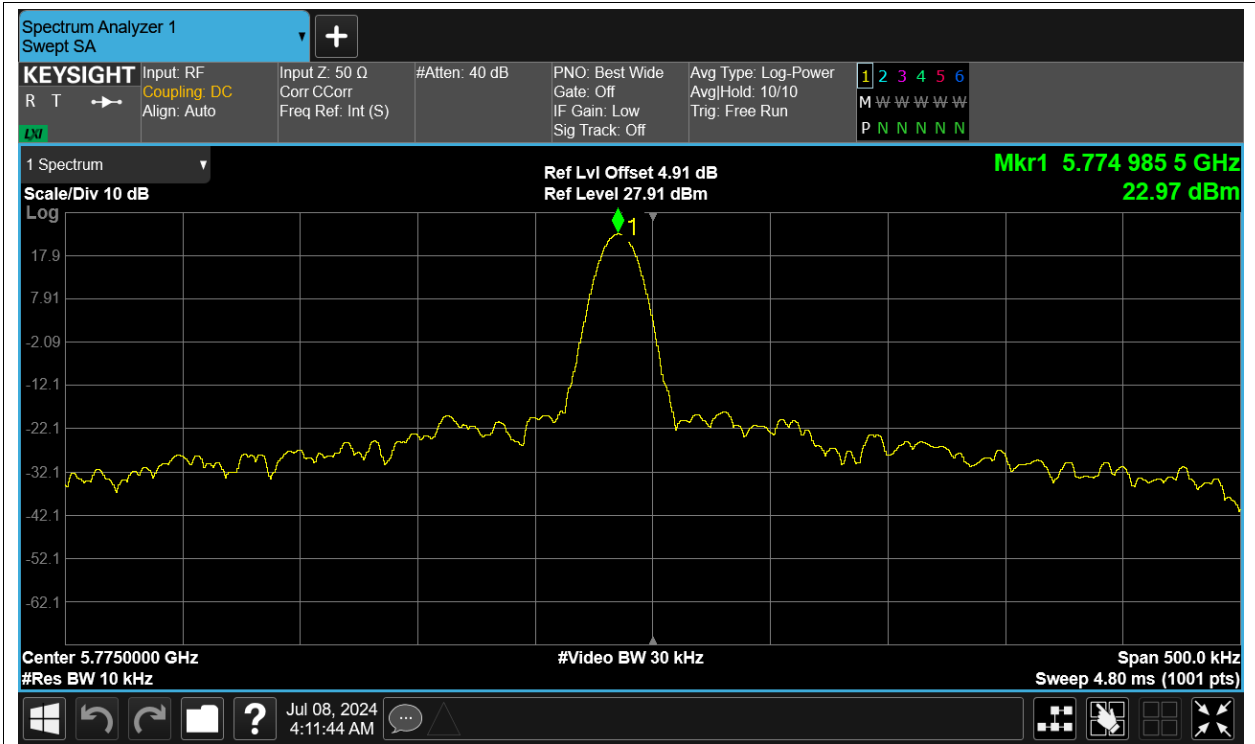 Spectrum Analyzer 1
Swept SA
KEYSIGHT
R T
LXI
Input: RF
Coupling: DC
Align: Auto
Input Z: 50 Ω
Corr CCorr
Freq Ref: Int (S)
#Atten: 40 dB
PNO: Best Wide
Gate: Off
IF Gain: Low
Sig Track: Off
Avg Type: Log-Power
Avg|Hold: 10/10
Trig: Free Run
1 2 3 4 5 6
M W W W W W
P N N N N N
1 Spectrum
Scale/Div 10 dB
Log
Ref Lvl Offset 4.91 dB
Ref Level 27.91 dBm
Mkr1 5.774 985 5 GHz
22.97 dBm
1
17.9
7.91
-2.09
-12.1
-22.1
-32.1
-42.1
-52.1
-62.1
Center 5.7750000 GHz
#Res BW 10 kHz
#Video BW 30 kHz
Span 500.0 kHz
Sweep 4.80 ms (1001 pts)
?
Jul 08, 2024
4:11:44 AM